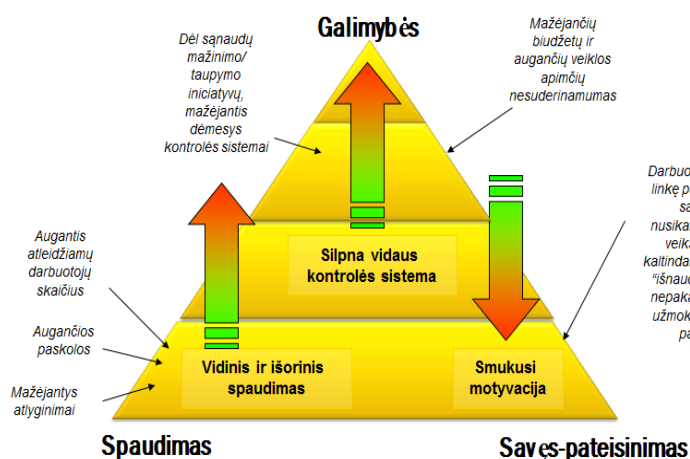 Galimybės
Dėl sąnaudų
mažinimo/
taupymo
iniciatyvų,
mažėjantis
dėmesys
kontrolės sistemai
Mažėjančių
biudžetų ir
augančių veiklos
apimčių
nesuderinamumas
Augantis
atleidžiamų
darbuotojų
skaičius
Augančios
paskolos
Mažėjantys
atlyginimai
Silpna vidaus
kontrolės sistema
Vidinis ir išorinis
spaudimas
Smukusi
motyvacija
linkę
Spaudimas
Savęs-pateisinimas